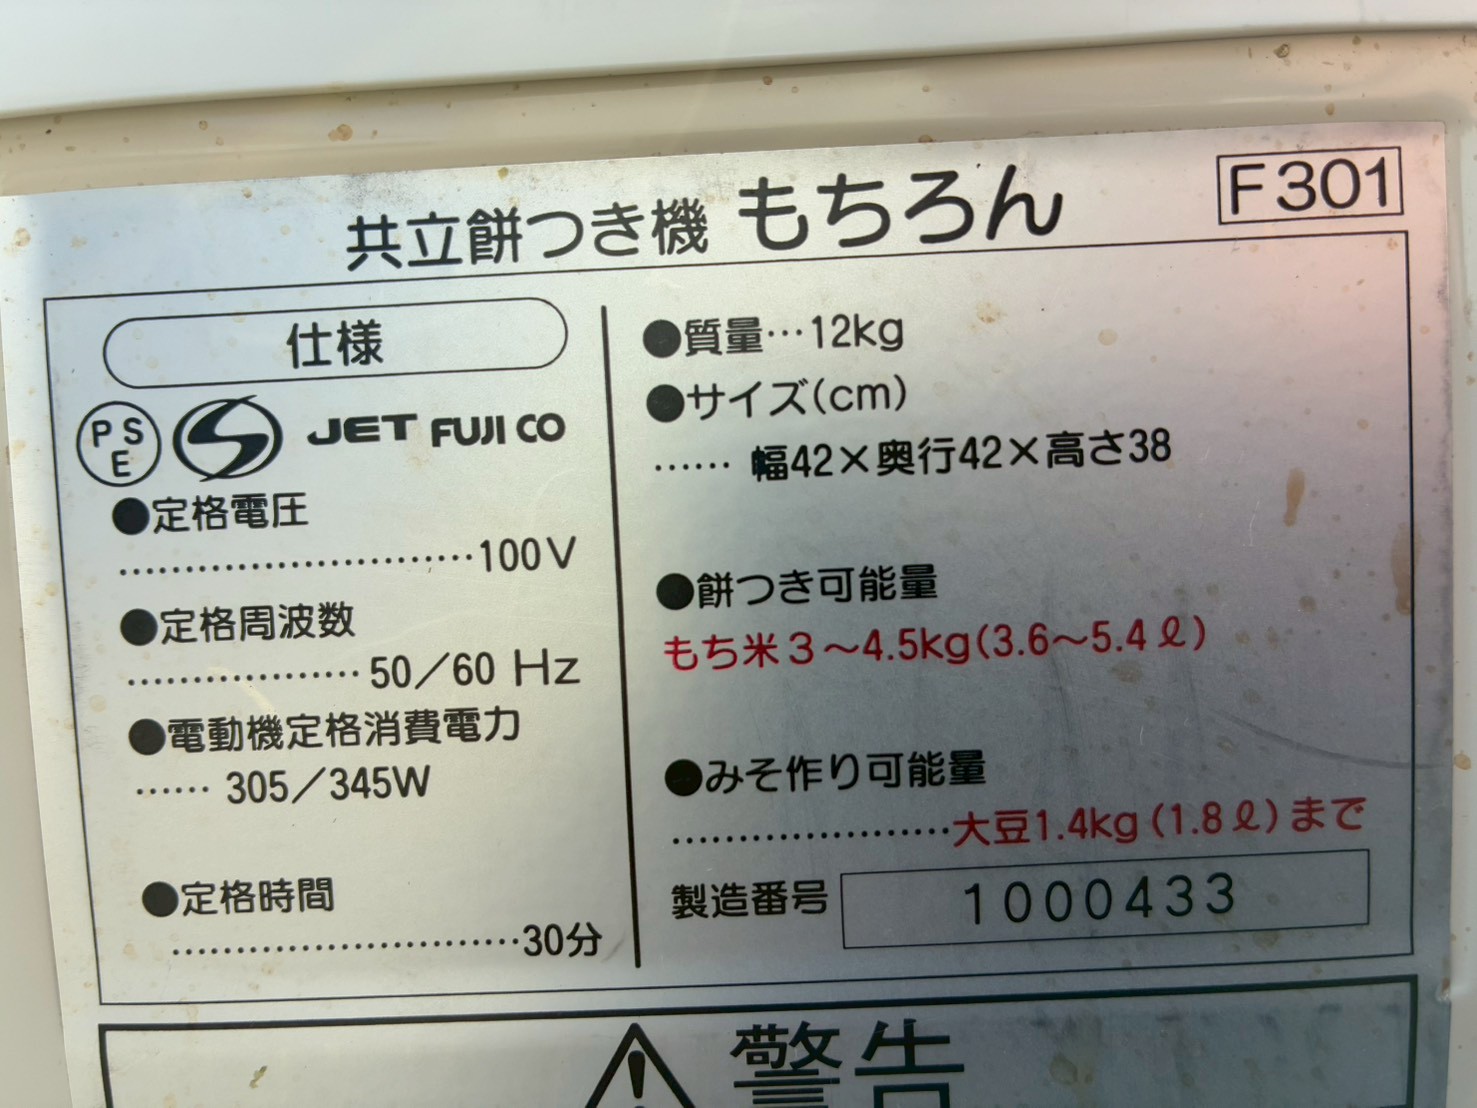 共立餅つき機 もちろん F301
仕様
PSE JET FUJI CO
●定格電圧
…………………………100V
●定格周波数
………………50/60 Hz
●電動機定格消費電力
…… 305/345W
●定格時間
…………………………30分
●質量…12kg
●サイズ(cm)
…… 幅42×奥行42×高さ38
●餅つき可能量
もち米3~4.5kg(3.6~5.4ℓ)
●みそ作り可能量
…………………大豆1.4kg(1.8ℓ)まで
製造番号 1000433
警告